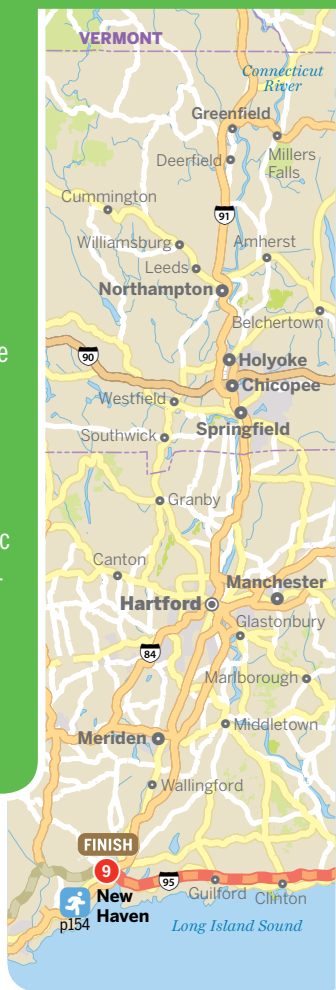 VERMONT
Connecticut
River
Greenfield
Deerfield
Millers
Falls
Cummington
91
Williamsburg
Amherst
Leeds
Northampton
Belchertown
e
90
Holyoke
Chicopee
Westfield
Springfield
Southwick
Granby
c
Canton
Manchester
Hartford
Glastonbury
84
Marlborough
Middletown
Meriden
Wallingford
FINISH
9
95
New
Haven
p154
Guilford
Clinton
Long Island Sound